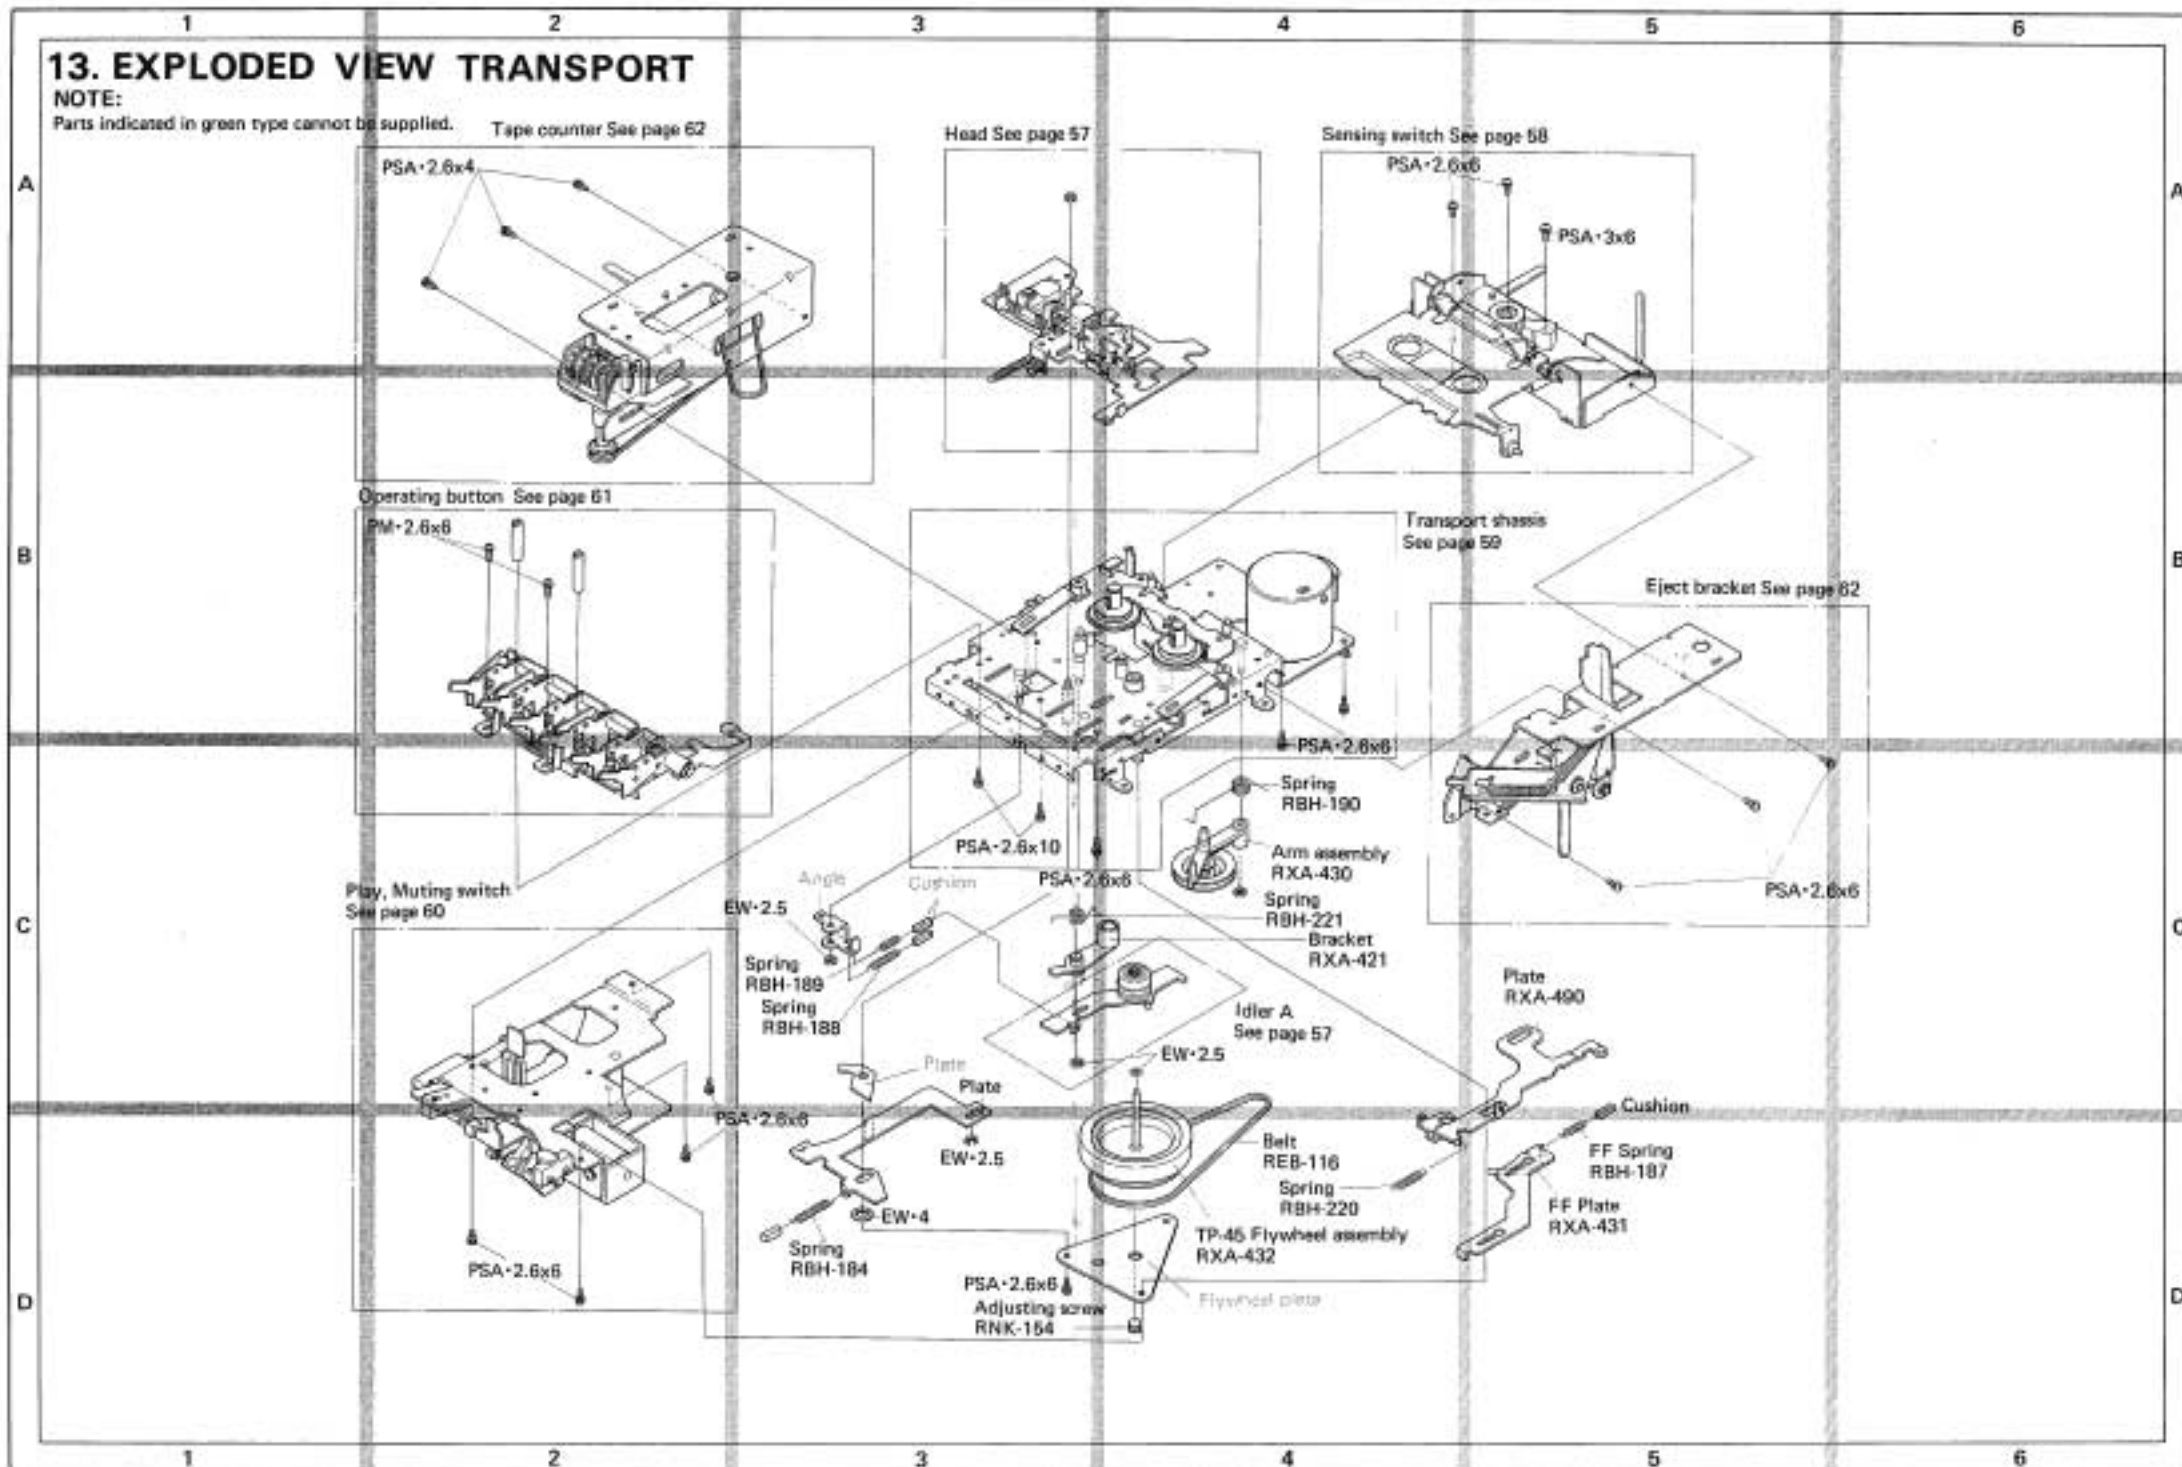 1 2 3 4 5 6
13. EXPLODED VIEW TRANSPORT
NOTE:
Parts indicated in green type cannot be supplied.
Tape counter See page 62
Head See page 57
Sensing switch See page 58
A
PSA•2.6x4
PSA•2.6x6
PSA•3x6
A
Operating button See page 61
PM•2.6x6
Transport shassis
See page 59
B
Eject bracket See page 62
B
PSA•2.6x6
Spring
RBH-190
PSA•2.6x10
Arm assembly
RXA-430
PSA•2.6x6
PSA•2.6x6
Play, Muting switch
See page 60
Angle
Cushion
EW•2.5
Spring
RBH-221
Bracket
RXA-421
C
C
Spring
RBH-189
Spring
RBH-188
Plate
RXA-490
Idler A
See page 57
EW•2.5
Plate
Plate
PSA•2.6x6
Cushion
EW•2.5
Belt
REB-116
FF Spring
RBH-187
Spring
RBH-220
FF Plate
RXA-431
EW•4
TP-45 Flywheel assembly
RXA-432
Spring
RBH-184
PSA•2.6x6
PSA•2.6x6
Flywheel plate
Adjusting screw
RNK-154
D
D
1 2 3 4 5 6